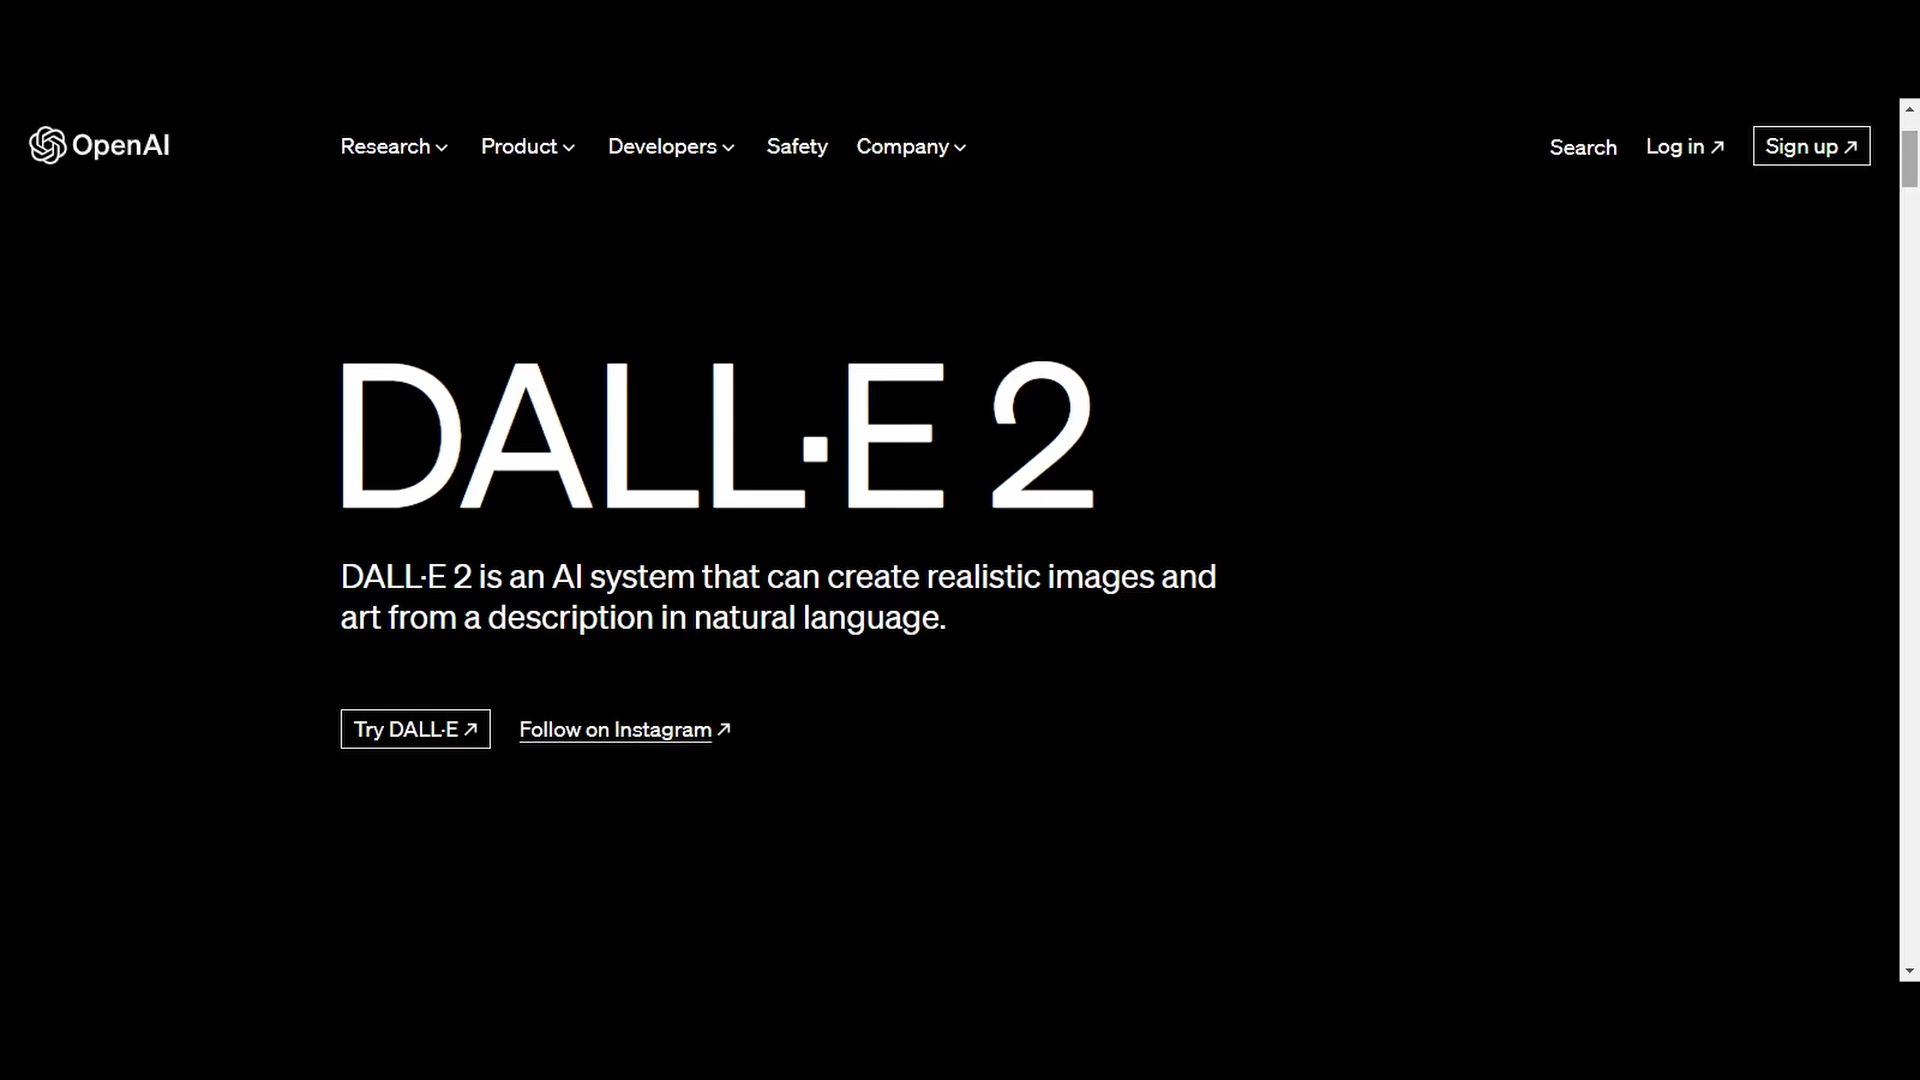 OpenAI
Research Product Developers Safety Company
Search Log in ↗ Sign up ↗
DALL·E 2
DALL·E 2 is an AI system that can create realistic images and
art from a description in natural language.
Try DALL·E ↗ Follow on Instagram ↗